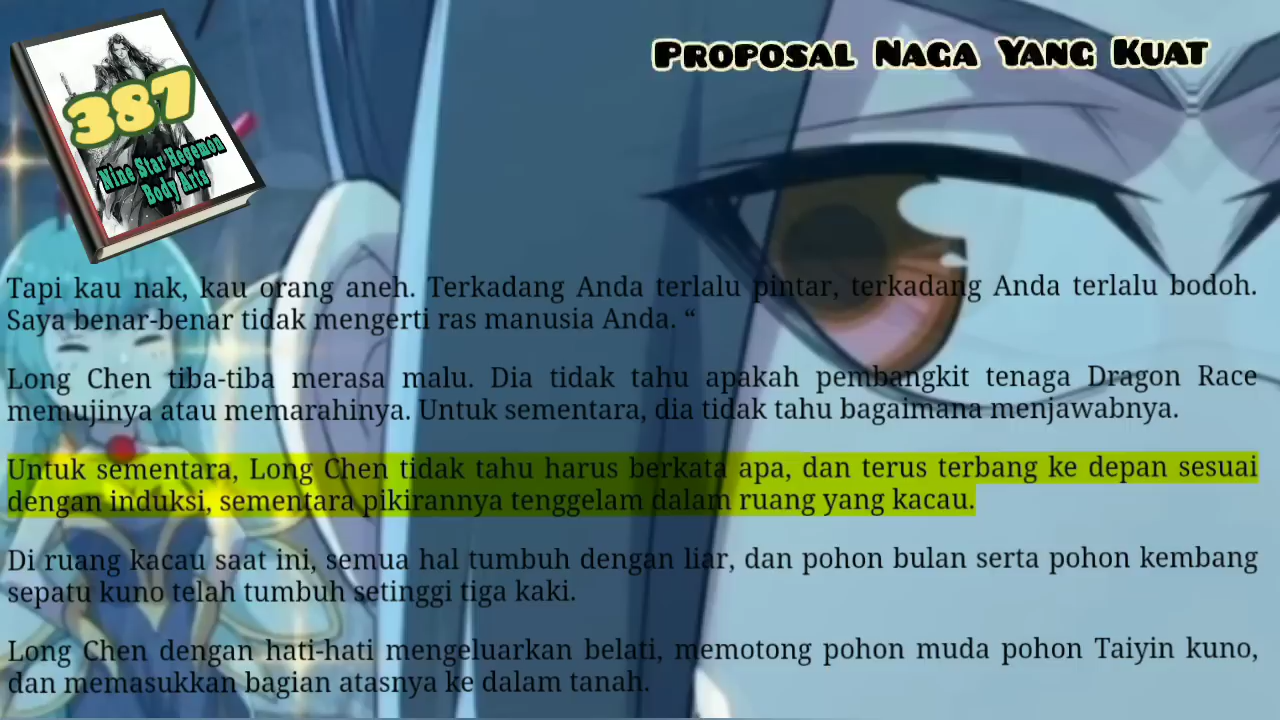 387
Nine Star Hegemon
Body Arts
Proposal Naga Yang Kuat
Tapi kau nak, kau orang aneh. Terkadang Anda terlalu pintar, terkadang Anda terlalu bodoh.
Saya benar-benar tidak mengerti ras manusia Anda. “
Long Chen tiba-tiba merasa malu. Dia tidak tahu apakah pembangkit tenaga Dragon Race
memujinya atau memarahinya. Untuk sementara, dia tidak tahu bagaimana menjawabnya.
Untuk sementara, Long Chen tidak tahu harus berkata apa, dan terus terbang ke depan sesuai
dengan induksi, sementara pikirannya tenggelam dalam ruang yang kacau.
Di ruang kacau saat ini, semua hal tumbuh dengan liar, dan pohon bulan serta pohon kembang
sepatu kuno telah tumbuh setinggi tiga kaki.
Long Chen dengan hati-hati mengeluarkan belati, memotong pohon muda pohon Taiyin kuno,
dan memasukkan bagian atasnya ke dalam tanah.